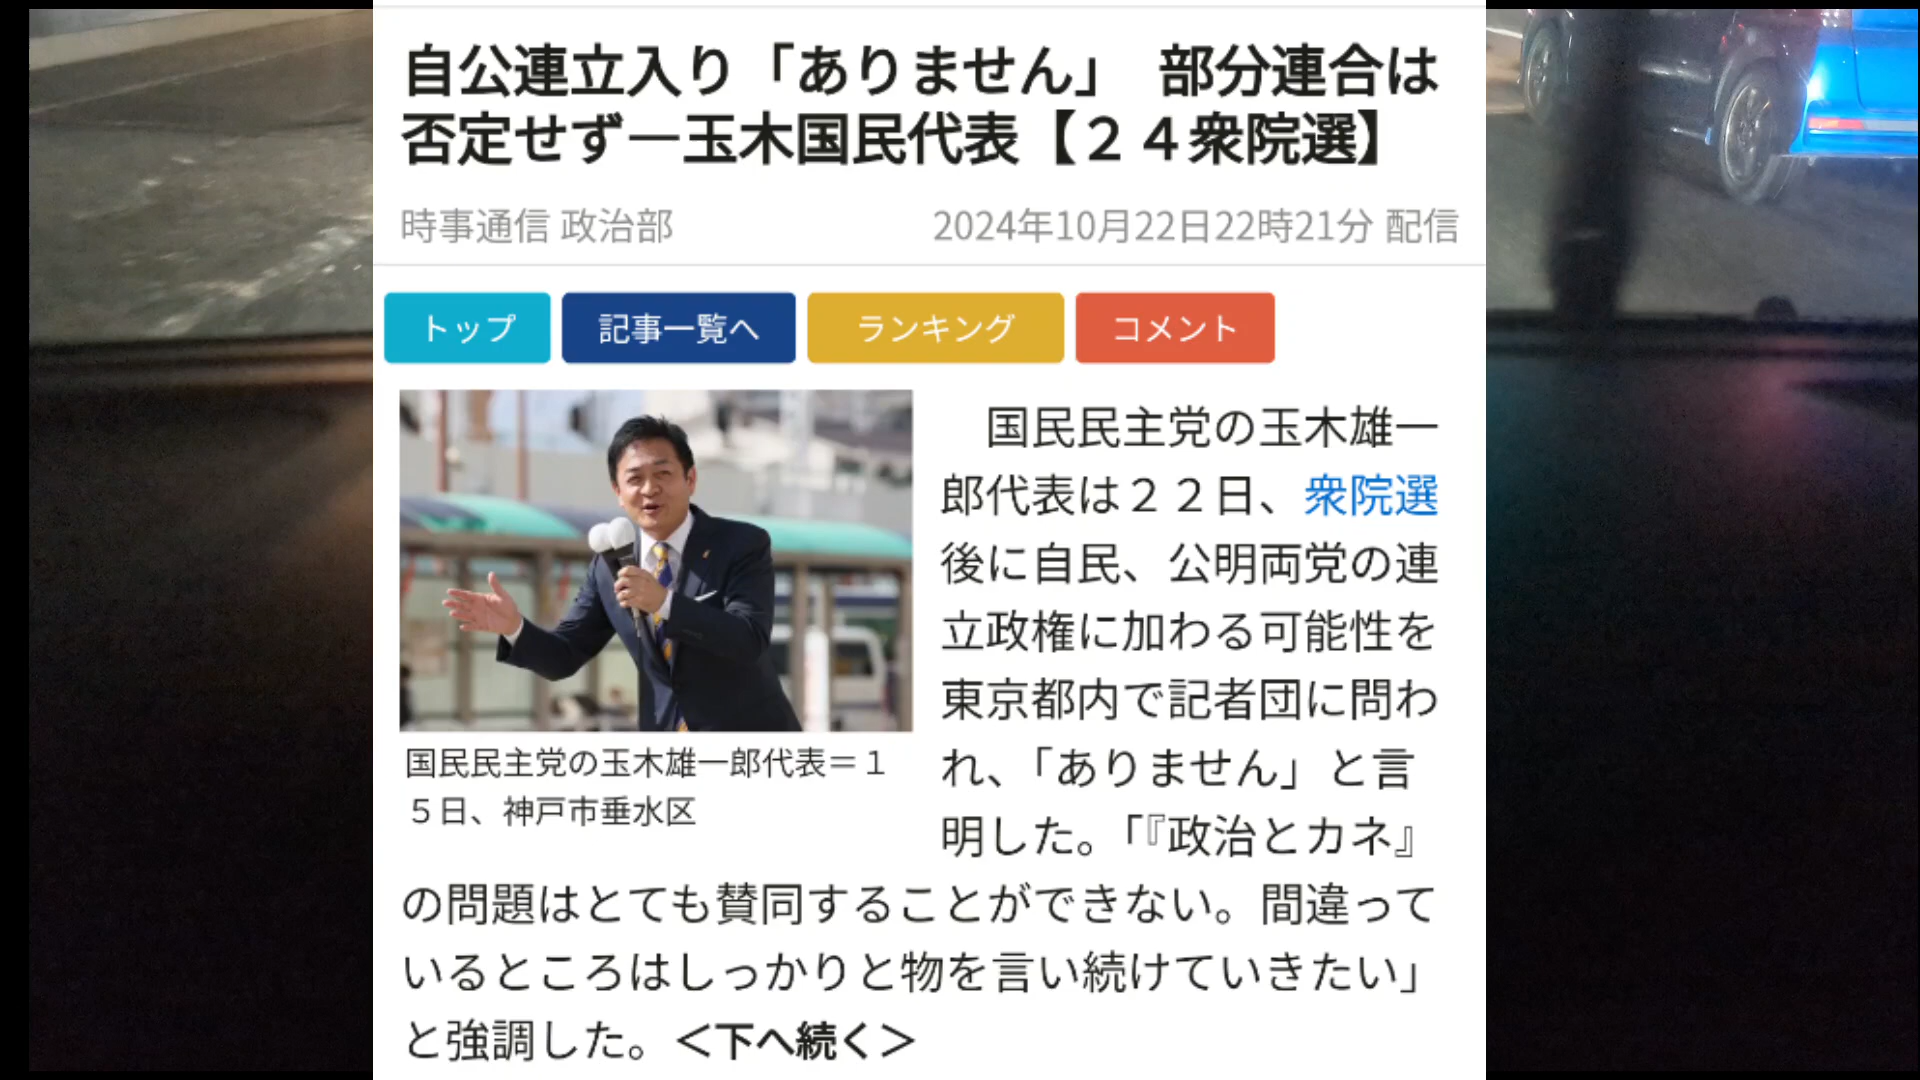 自公連立入り「ありません」 部分連合は
否定せず―玉木国民代表【２４衆院選】
時事通信 政治部
2024年10月22日22時21分 配信
トップ
記事一覧へ
ランキング
コメント
国民民主党の玉木雄一
郎代表は２２日、衆院選
後に自民、公明両党の連
立政権に加わる可能性を
東京都内で記者団に問わ
れ、「ありません」と言
明した。「『政治とカネ』
の問題はとても賛同することができない。間違って
いるところはしっかりと物を言い続けていきたい」
と強調した。＜下へ続く＞
国民民主党の玉木雄一郎代表＝１
５日、神戸市垂水区